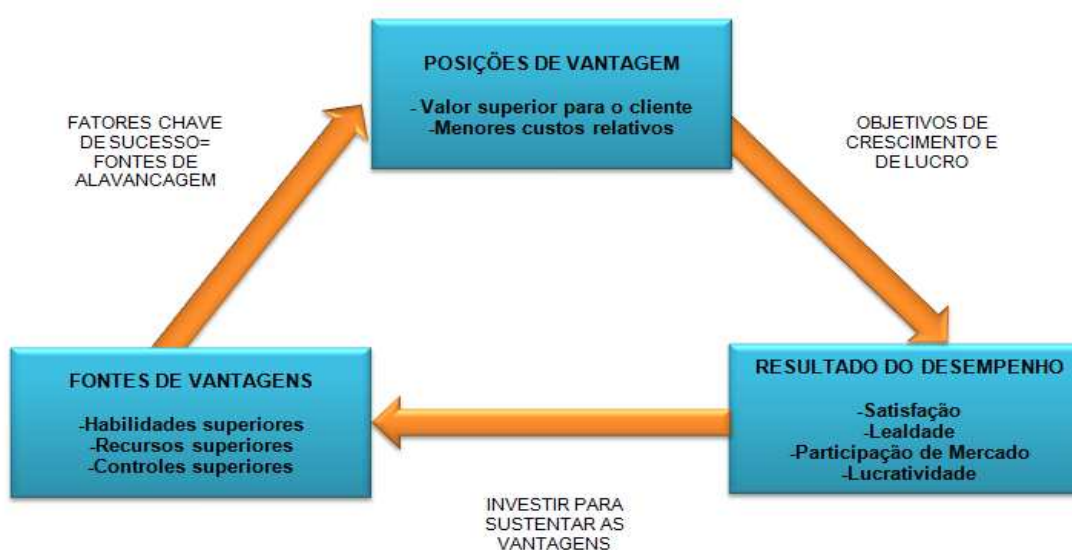 POSIÇÕES DE VANTAGEM
- Valor superior para o cliente
-Menores custos relativos
FATORES CHAVE
DE SUCESSO=
FONTES DE
ALAVANCAGEM
OBJETIVOS DE
CRESCIMENTO E
DE LUCRO
FONTES DE VANTAGENS
-Habilidades superiores
-Recursos superiores
-Controles superiores
RESULTADO DO DESEMPENHO
-Satisfação
-Lealdade
-Participação de Mercado
-Lucratividade
INVESTIR PARA
SUSTENTAR AS
VANTAGENS